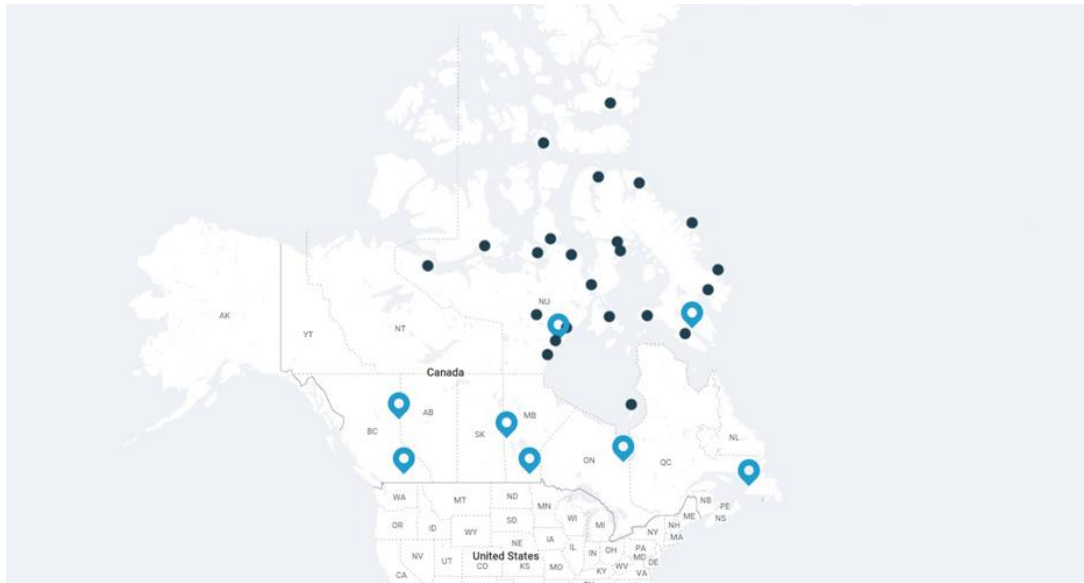 NU
AK
YT
NT
Canada
AB
MB
SK
BC
NL
ON
QC
WA
MT
ND
MN
NB
PE
NS
ME
OR
ID
SD
WI
MI
NH
NY
MA
WY
NE
IA
NV
UT
United States
CO
KS
IL
IN
OH
PA
MD
DE
MO
KY
WV
VA
CA